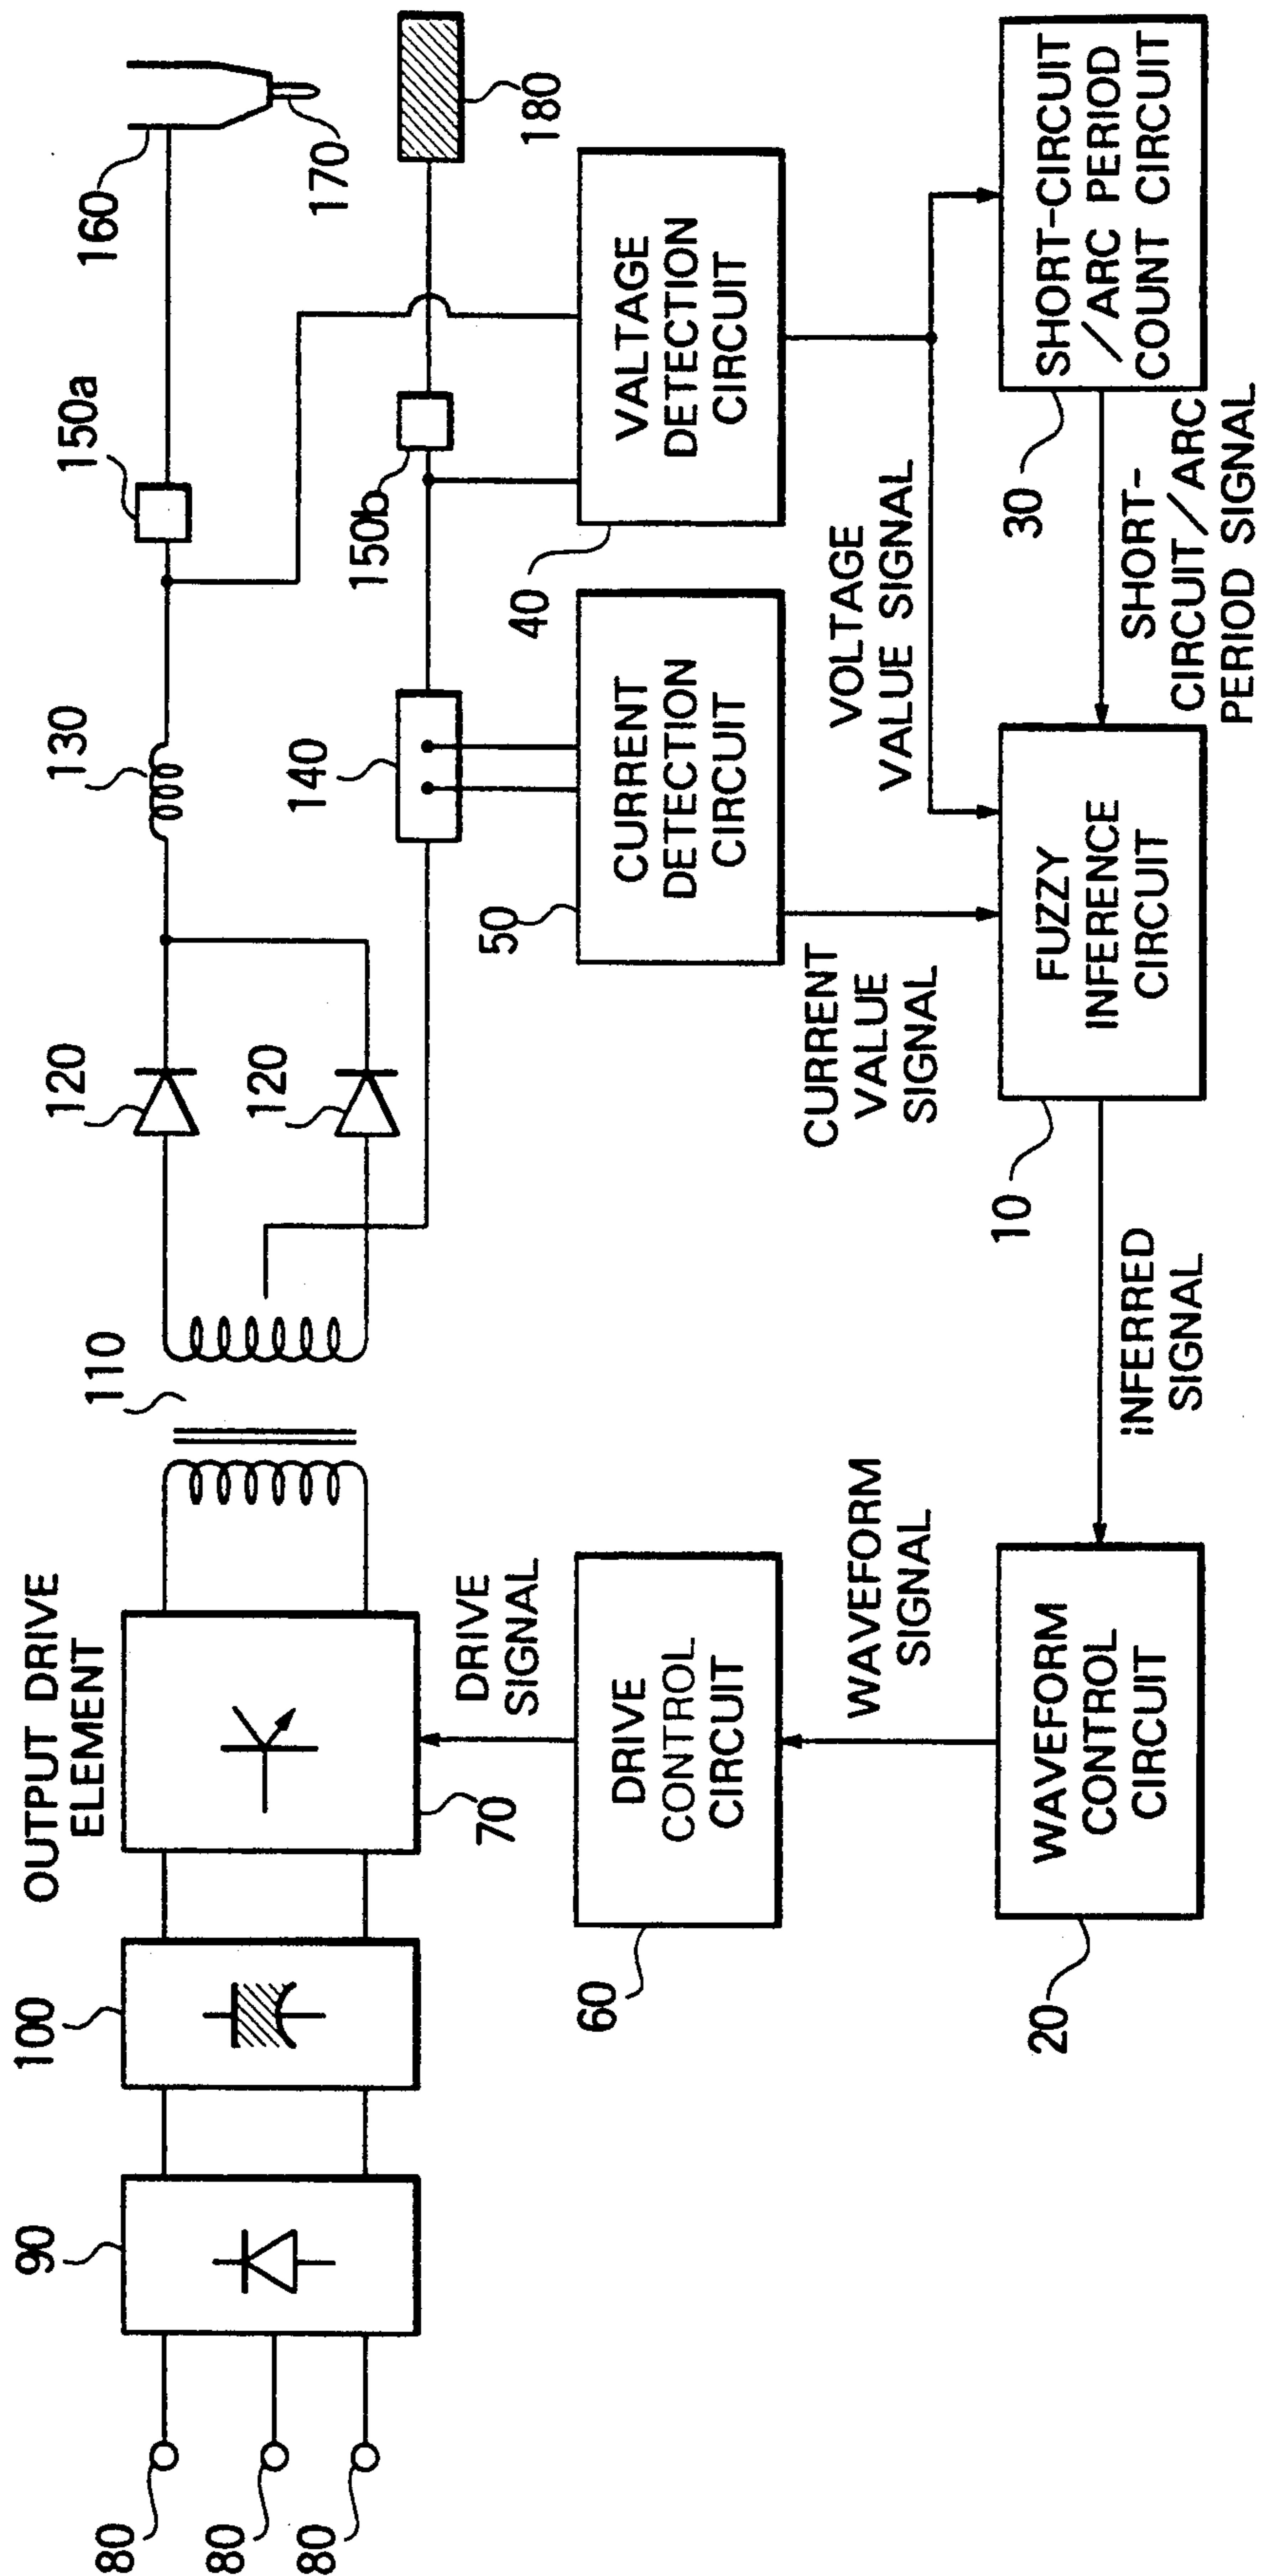 80
80
80
90
100
OUTPUT DRIVE
ELEMENT
70
110
120
120
130
140
150a
150b
160
170
180
DRIVE
SIGNAL
60
DRIVE
CONTROL
CIRCUIT
50
CURRENT
DETECTION
CIRCUIT
40
VALTAGE
DETECTION
CIRCUIT
WAVEFORM
SIGNAL
CURRENT
VALUE
SIGNAL
VOLTAGE
VALUE SIGNAL
20
WAVEFORM
CONTROL
CIRCUIT
INFERRED
SIGNAL
10
FUZZY
INFERENCE
CIRCUIT
SHORT-
CIRCUIT/ARC
PERIOD SIGNAL
30
SHORT-CIRCUIT
/ARC PERIOD
COUNT CIRCUIT